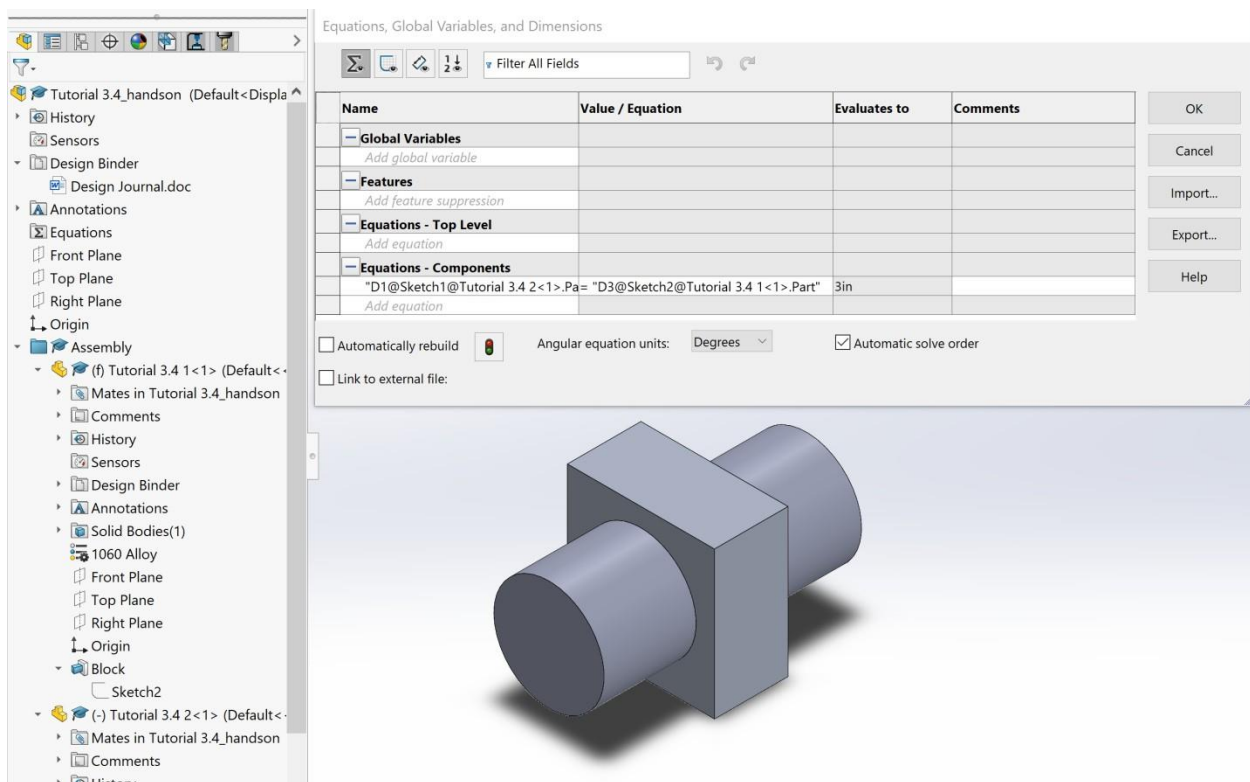 Tutorial 3.4_handson (Default<Displa
History
Sensors
Design Binder
Design Journal.doc
Annotations
Equations
Front Plane
Top Plane
Right Plane
Origin
Assembly
(f) Tutorial 3.4 1<1> (Default<
Mates in Tutorial 3.4_handson
Comments
History
Sensors
Design Binder
Annotations
Solid Bodies(1)
1060 Alloy
Front Plane
Top Plane
Right Plane
Origin
Block
Sketch2
(-) Tutorial 3.4 2<1> (Default<
Mates in Tutorial 3.4_handson
Comments
Equations, Global Variables, and Dimensions
Filter All Fields
Name Value / Equation Evaluates to Comments
Global Variables
Add global variable
Features
Add feature suppression
Equations - Top Level
Add equation
Equations - Components
"D1@Sketch1@Tutorial 3.4 2<1>.Pa = "D3@Sketch2@Tutorial 3.4 1<1>.Part" 3in
Add equation
Automatically rebuild Angular equation units: Degrees Automatic solve order
Link to external file:
OK
Cancel
Import...
Export...
Help